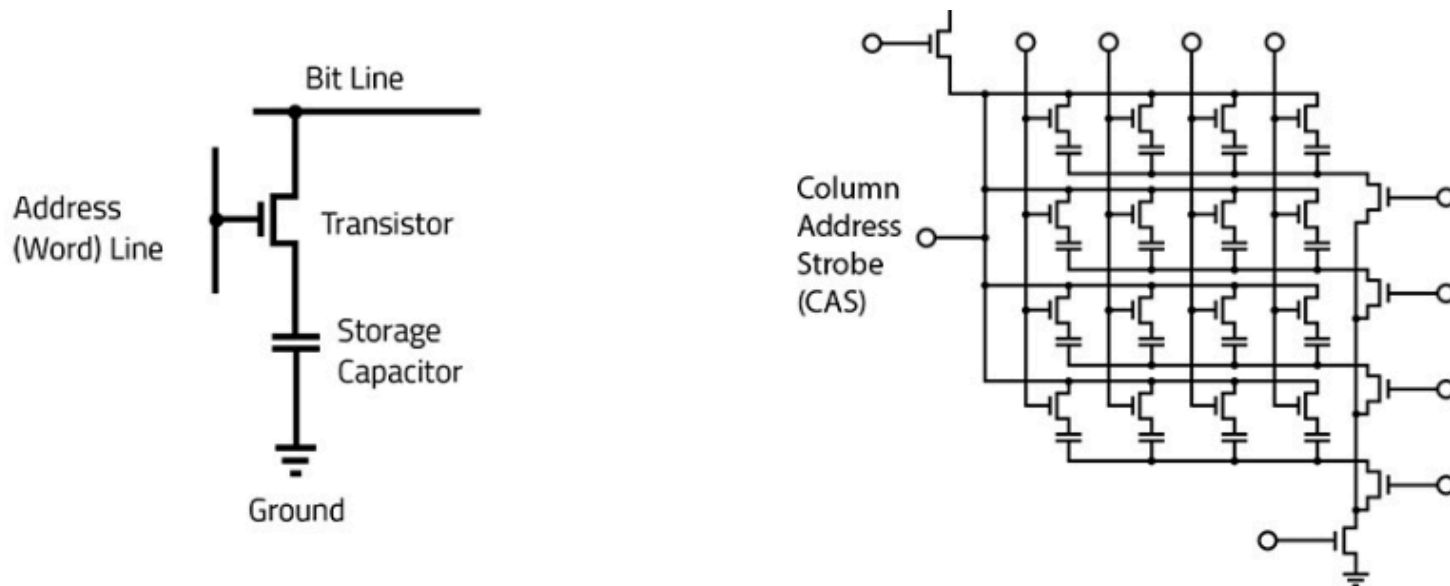 Bit Line
Address
(Word) Line
Transistor
Storage
Capacitor
Ground
Column
Address
Strobe
(CAS)